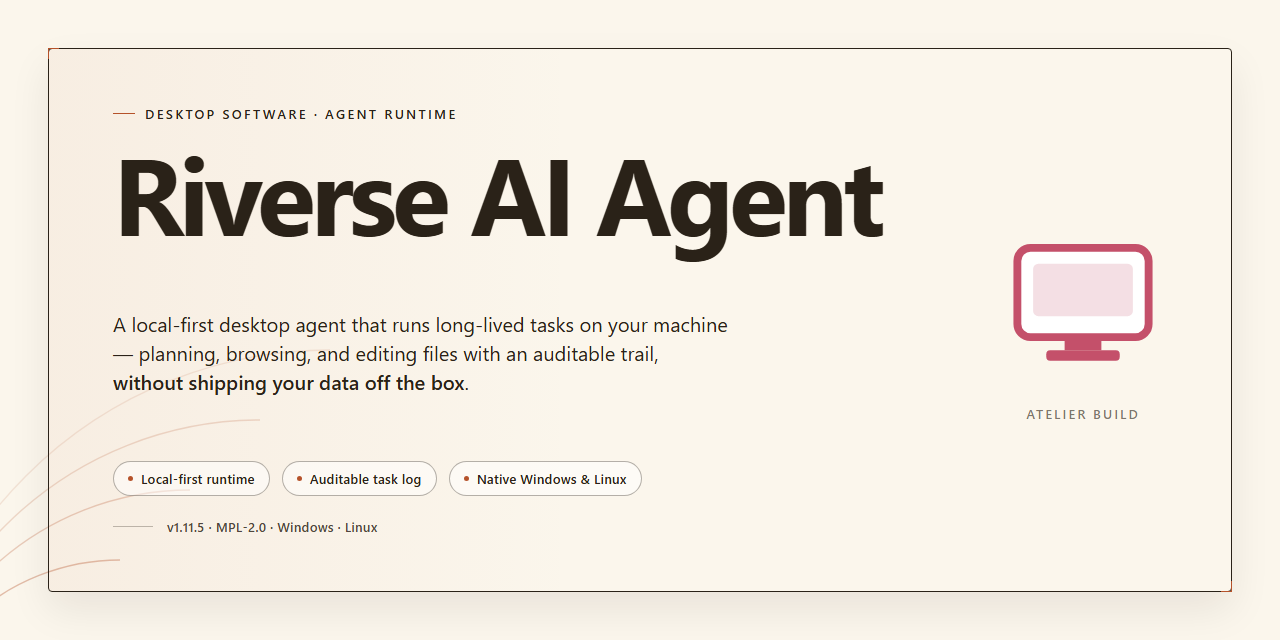 DESKTOP SOFTWARE · AGENT RUNTIME
Riverse AI Agent
A local-first desktop agent that runs long-lived tasks on your machine
— planning, browsing, and editing files with an auditable trail,
without shipping your data off the box.
ATELIER BUILD
Local-first runtime
Auditable task log
Native Windows & Linux
v1.11.5 · MPL-2.0 · Windows · Linux